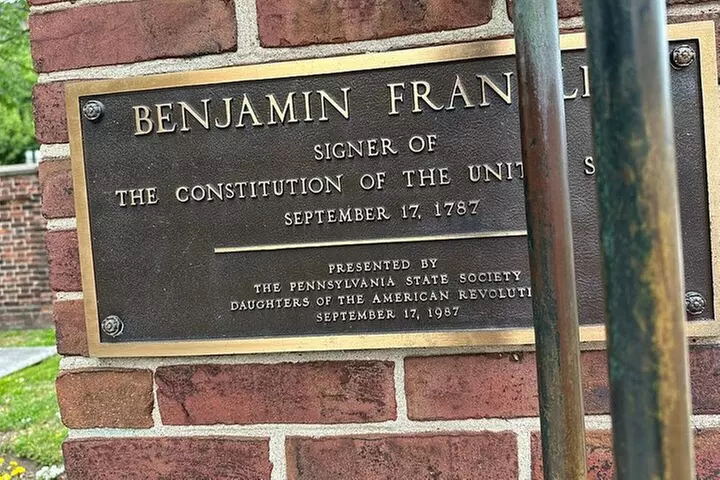 BENJAMIN FRANKLI
SIGNER OF
THE CONSTITUTION OF THE UNIT S
SEPTEMBER 17, 1787
PRESENTED BY
THE PENNSYLVANIA STATE SOCIETY
DAUGHTERS OF THE AMERICAN REVOLUTI
SEPTEMBER 17, 1987